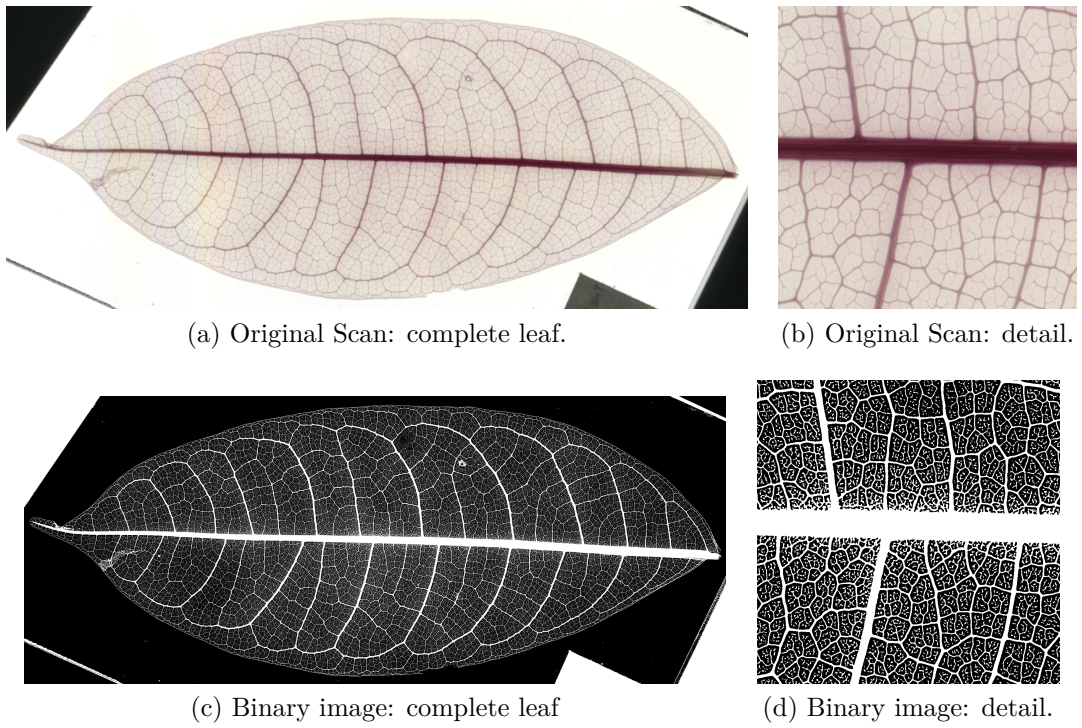 (a) Original Scan: complete leaf.
(b) Original Scan: detail.
(c) Binary image: complete leaf
(d) Binary image: detail.